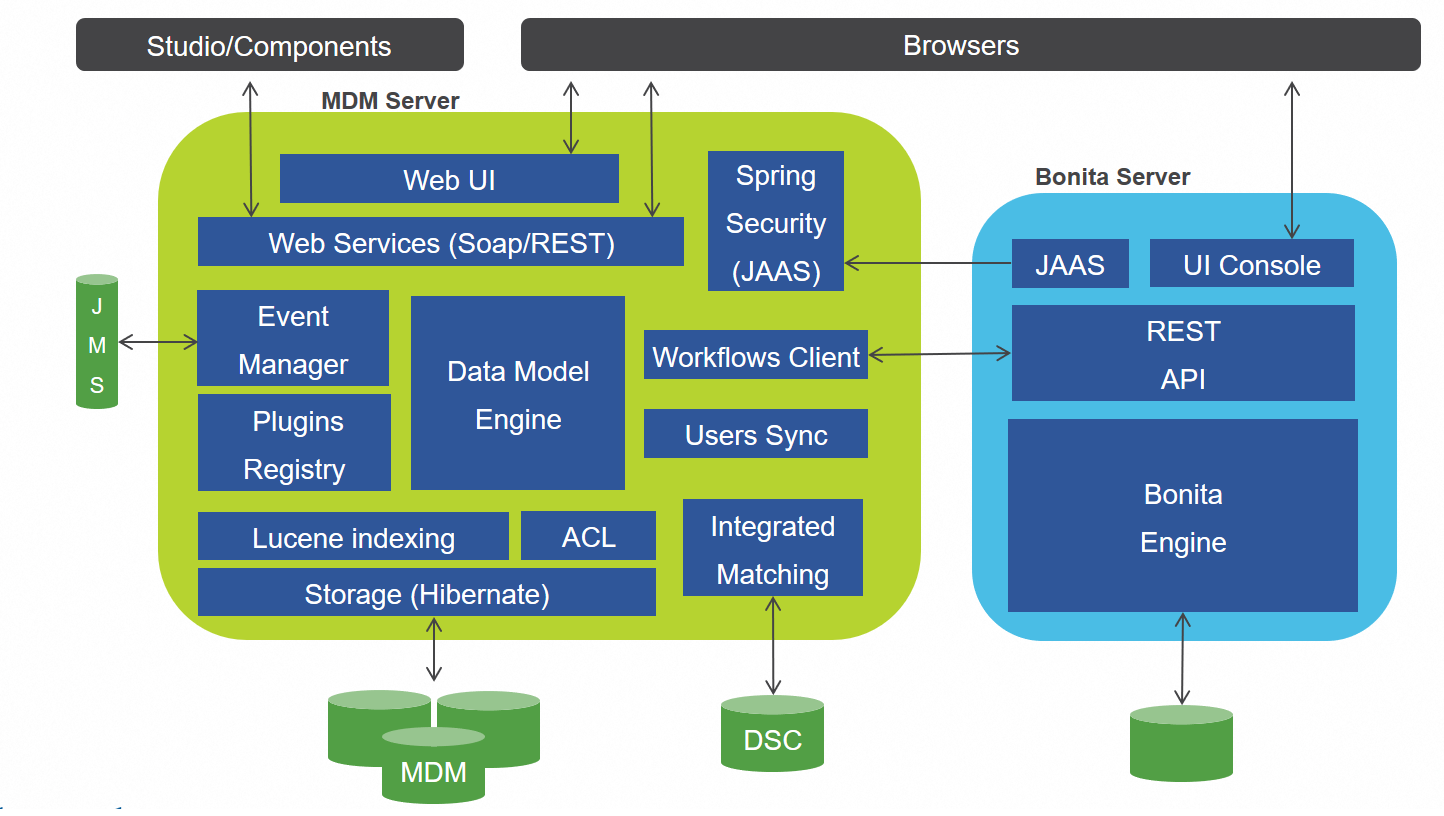 Studio/Components
Browsers
MDM Server
Web UI
Web Services (Soap/REST)
Spring
Security
(JAAS)
Bonita Server
JAAS
UI Console
J
M
S
Event
Manager
Data Model
Engine
Workflows Client
REST
API
Plugins
Registry
Users Sync
Bonita
Engine
Lucene indexing
ACL
Integrated
Matching
Storage (Hibernate)
MDM
DSC